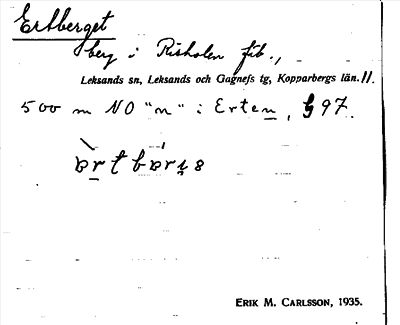 Ertberget
berg i Risholen fäb.,
Leksands sn, Leksands och Gagnefs tg, Kopparbergs län. 11.
500 m NO "n" i Erten, § 97.
ERIK M. CARLSSON, 1935.